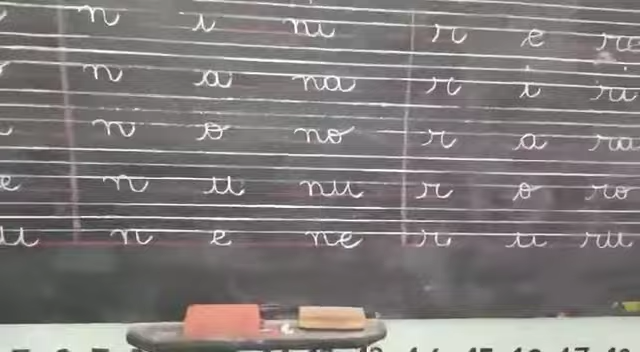 n i ni r e re
n a na r i ri
n o no r a ra
e n u nu r o ro
u n e ne r u ru